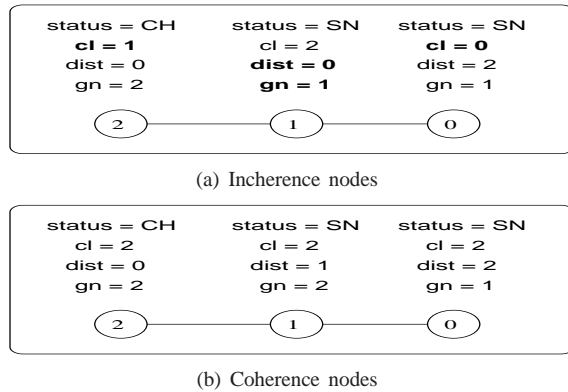 status = CH status = SN status = SN
cl = 1 cl = 2 cl = 0
dist = 0 dist = 0 dist = 2
gn = 2 gn = 1 gn = 1
2 1 0
(a) Incherence nodes
status = CH status = SN status = SN
cl = 2 cl = 2 cl = 2
dist = 0 dist = 1 dist = 2
gn = 2 gn = 2 gn = 1
2 1 0
(b) Coherence nodes